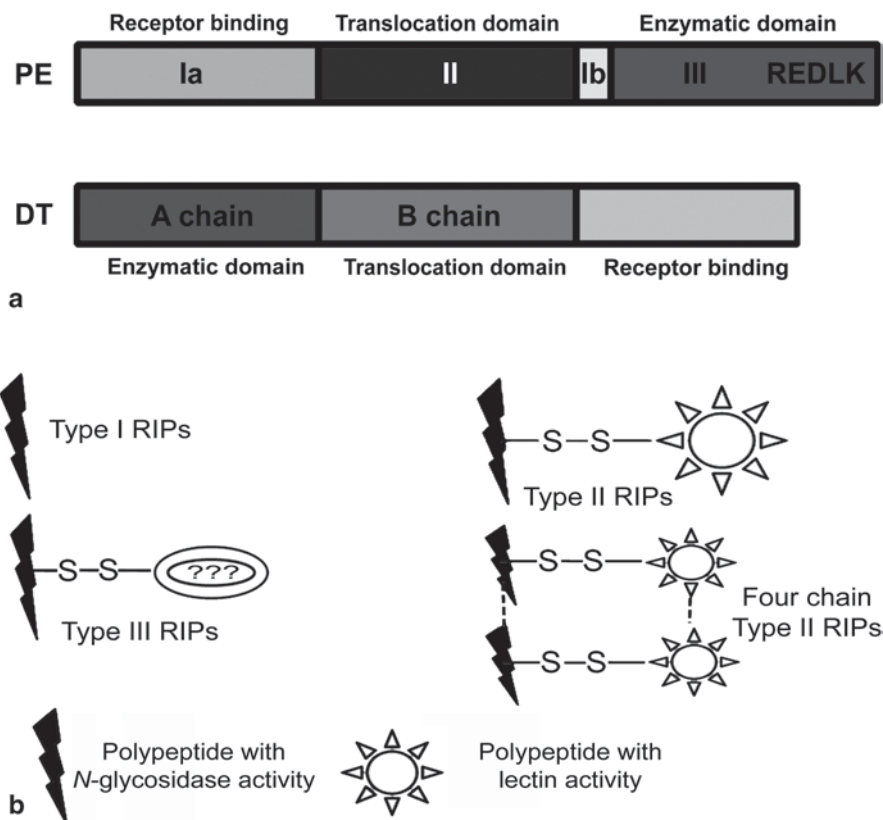 Receptor binding Translocation domain Enzymatic domain
PE Ia II Ib III REDLK
DT A chain B chain
Enzymatic domain Translocation domain Receptor binding
a
Type I RIPs
S–S
Type II RIPs
S–S ???
Type III RIPs
S–S
S–S
Four chain
Type II RIPs
Polypeptide with
N-glycosidase activity
Polypeptide with
lectin activity
b